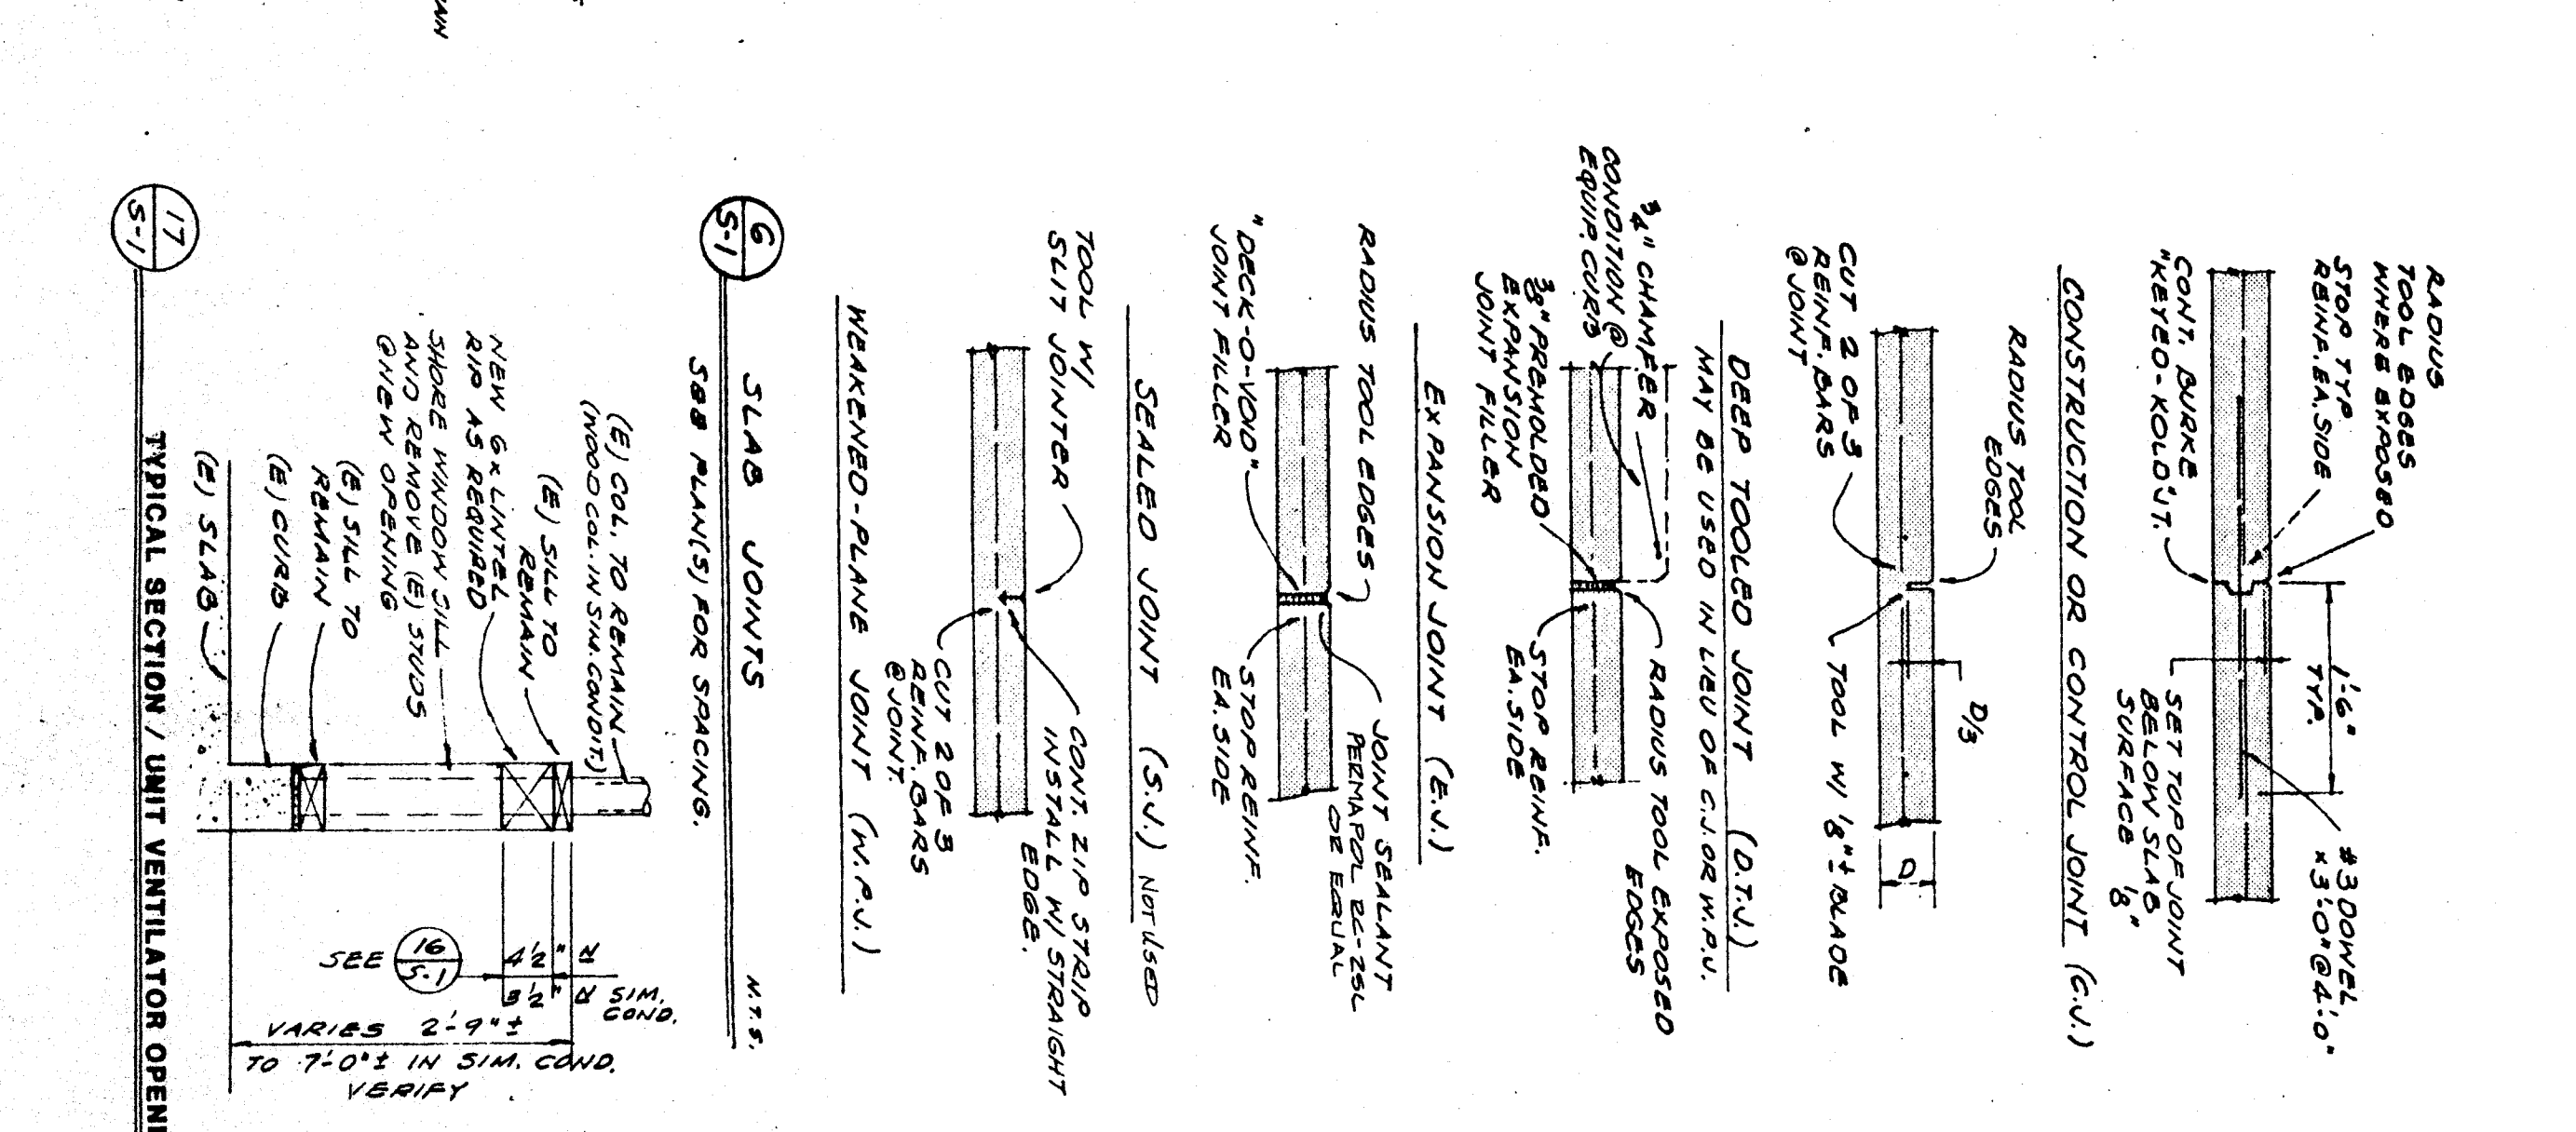 RADIUS
TOOL EDGES
WHERE EXPOSED
STOP TYP.
REINF. EA. SIDE
CONT. BURKE
"KEYED-KOLD" JT.
1'-6"
TYP.
#3 DOWEL
x 3'-0" @ 4'-0"
SET TOP OF JOINT
BELOW SLAB
SURFACE 1/8"
CONSTRUCTION OR CONTROL JOINT (C.J.)
RADIUS TOOL
EDGES
CUT 2 OF 3
REINF. BARS
@ JOINT
D/3
D
TOOL W/ 1/8"± BLADE
DEEP TOOLED JOINT (D.T.J.)
MAY BE USED IN LIEU OF C.J. OR W.P.J.
3/4" CHAMFER
CONDITION @
EQUIP. CURB
3/8" PREMOLDED
EXPANSION
JOINT FILLER
RADIUS TOOL EXPOSED
EDGES
STOP REINF.
EA. SIDE
EXPANSION JOINT (E.J.)
RADIUS TOOL EDGES
"DECK-O-VOID"
JOINT FILLER
JOINT SEALANT
PERMAPOL RC-2SL
OR EQUAL
STOP REINF.
EA. SIDE
SEALED JOINT (S.J.) NOT USED
TOOL W/
SLIT JOINTER
CONT. ZIP STRIP
INSTALL W/ STRAIGHT
EDGE.
CUT 2 OF 3
REINF. BARS
@ JOINT.
WEAKENED-PLANE JOINT (W.P.J.)
6
S-1
SLAB JOINTS
N.T.S.
SEE PLAN(S) FOR SPACING.
(E) COL. TO REMAIN
(WOOD COL. IN SIM. CONDIT.)
(E) SILL TO
REMAIN
NEW 6x LINTEL
RIP AS REQUIRED
SHORE WINDOW SILL
AND REMOVE (E) STUDS
@ NEW OPENING
(E) SILL TO
REMAIN
(E) CURB
(E) SLAB
SEE
16
S-1
4 1/2"
3 1/2"
SIM.
COND.
VARIES 2'-9"±
TO 7'-0"± IN SIM. COND.
VERIFY
17
S-1
TYPICAL SECTION / UNIT VENTILATOR OPENI